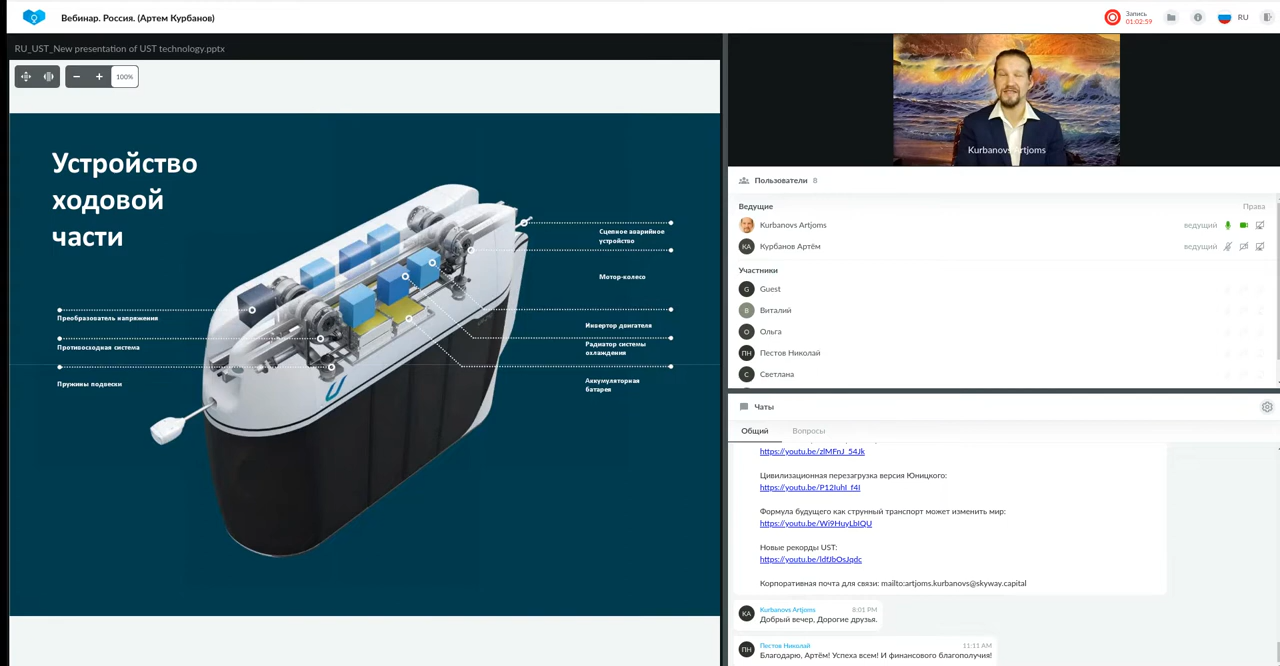 Вебинар. Россия. (Артем Курбанов)
Запись
01:02:59
RU
RU_UST_New presentation of UST technology.pptx
100%
Устройство
ходовой
части
Сцепное аварийное
устройство
Мотор-колесо
Преобразователь напряжения
Инвертор двигателя
Противосходная система
Радиатор системы
охлаждения
Пружины подвески
Аккумуляторная
батарея
Kurbanovs Artjoms
Пользователи 8
Ведущие Права
Kurbanovs Artjoms ведущий
КА Курбанов Артём ведущий
Участники
G Guest
В Виталий
О Ольга
ПН Пестов Николай
С Светлана
Чаты
Общий Вопросы
https://youtu.be/zlMFnJ_54Jk
Цивилизационная перезагрузка версия Юницкого:
https://youtu.be/P12Iuhl_f4I
Формула будущего как струнный транспорт может изменить мир:
https://youtu.be/Wi9HuyLbIQU
Новые рекорды UST:
https://youtu.be/ldfJbOsJqdc
Корпоративная почта для связи: mailto:artjoms.kurbanovs@skyway.capital
КА Kurbanovs Artjoms 8:01 PM
Добрый вечер, Дорогие друзья.
ПН Пестов Николай 11:11 AM
Благодарю, Артём! Успеха всем! И финансового благополучия!